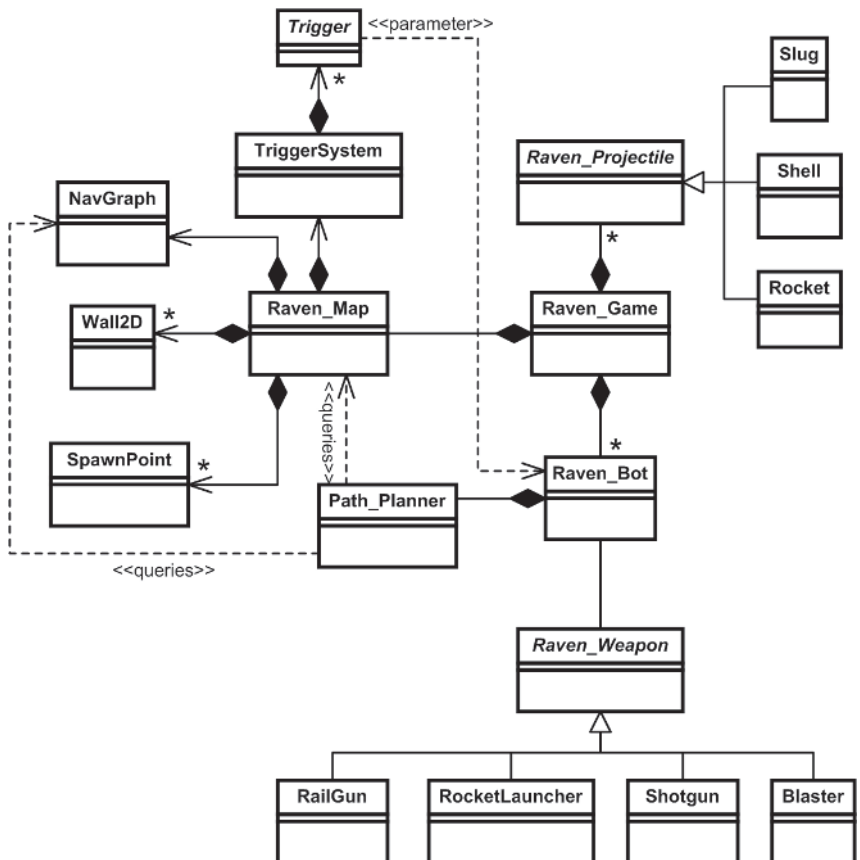 Trigger
<<parameter>>
Slug
*
TriggerSystem
Raven_Projectile
Shell
NavGraph
*
Rocket
Wall2D
*
Raven_Map
Raven_Game
<<queries>>
*
SpawnPoint
*
Raven_Bot
Path_Planner
<<queries>>
Raven_Weapon
RailGun
RocketLauncher
Shotgun
Blaster